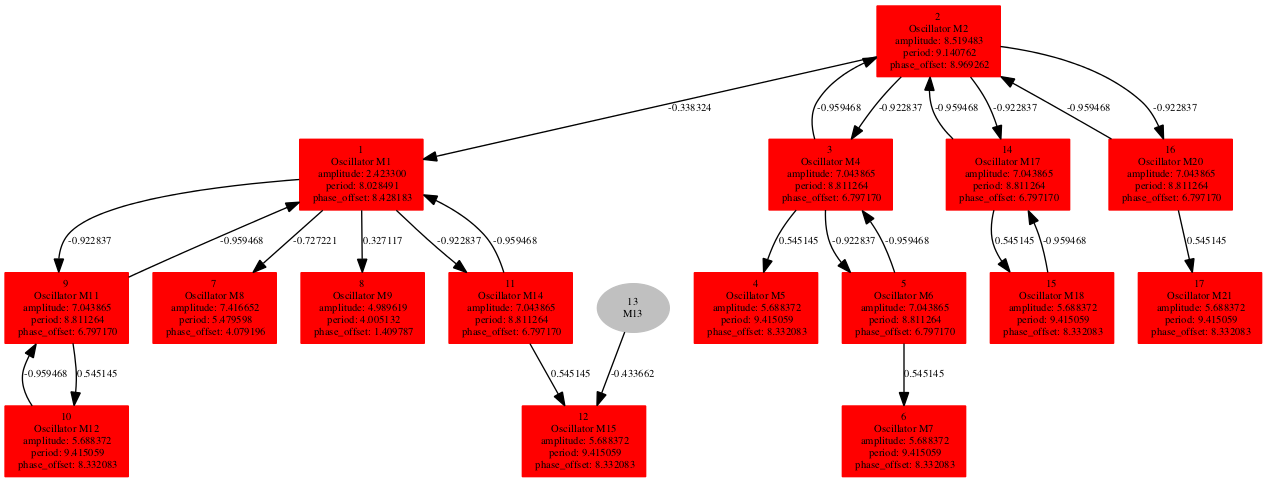 2
Oscillator M2
amplitude: 8.519483
period: 9.140762
phase_offset: 8.969262
-0.338324
-0.959468
-0.922837
-0.959468
-0.922837
-0.959468
-0.922837
1
Oscillator M1
amplitude: 2.423300
period: 8.028491
phase_offset: 8.428183
3
Oscillator M4
amplitude: 7.043865
period: 8.811264
phase_offset: 6.797170
14
Oscillator M17
amplitude: 7.043865
period: 8.811264
phase_offset: 6.797170
16
Oscillator M20
amplitude: 7.043865
period: 8.811264
phase_offset: 6.797170
-0.922837
-0.959468
-0.727221
0.327117
-0.922837
-0.959468
0.545145
-0.922837
-0.959468
0.545145
-0.959468
0.545145
9
Oscillator M11
amplitude: 7.043865
period: 8.811264
phase_offset: 6.797170
7
Oscillator M8
amplitude: 7.416652
period: 5.479598
phase_offset: 4.079196
8
Oscillator M9
amplitude: 4.989619
period: 4.005132
phase_offset: 1.409787
11
Oscillator M14
amplitude: 7.043865
period: 8.811264
phase_offset: 6.797170
13
M13
4
Oscillator M5
amplitude: 5.688372
period: 9.415059
phase_offset: 8.332083
5
Oscillator M6
amplitude: 7.043865
period: 8.811264
phase_offset: 6.797170
15
Oscillator M18
amplitude: 5.688372
period: 9.415059
phase_offset: 8.332083
17
Oscillator M21
amplitude: 5.688372
period: 9.415059
phase_offset: 8.332083
-0.959468
0.545145
0.545145
-0.433662
0.545145
10
Oscillator M12
amplitude: 5.688372
period: 9.415059
phase_offset: 8.332083
12
Oscillator M15
amplitude: 5.688372
period: 9.415059
phase_offset: 8.332083
6
Oscillator M7
amplitude: 5.688372
period: 9.415059
phase_offset: 8.332083